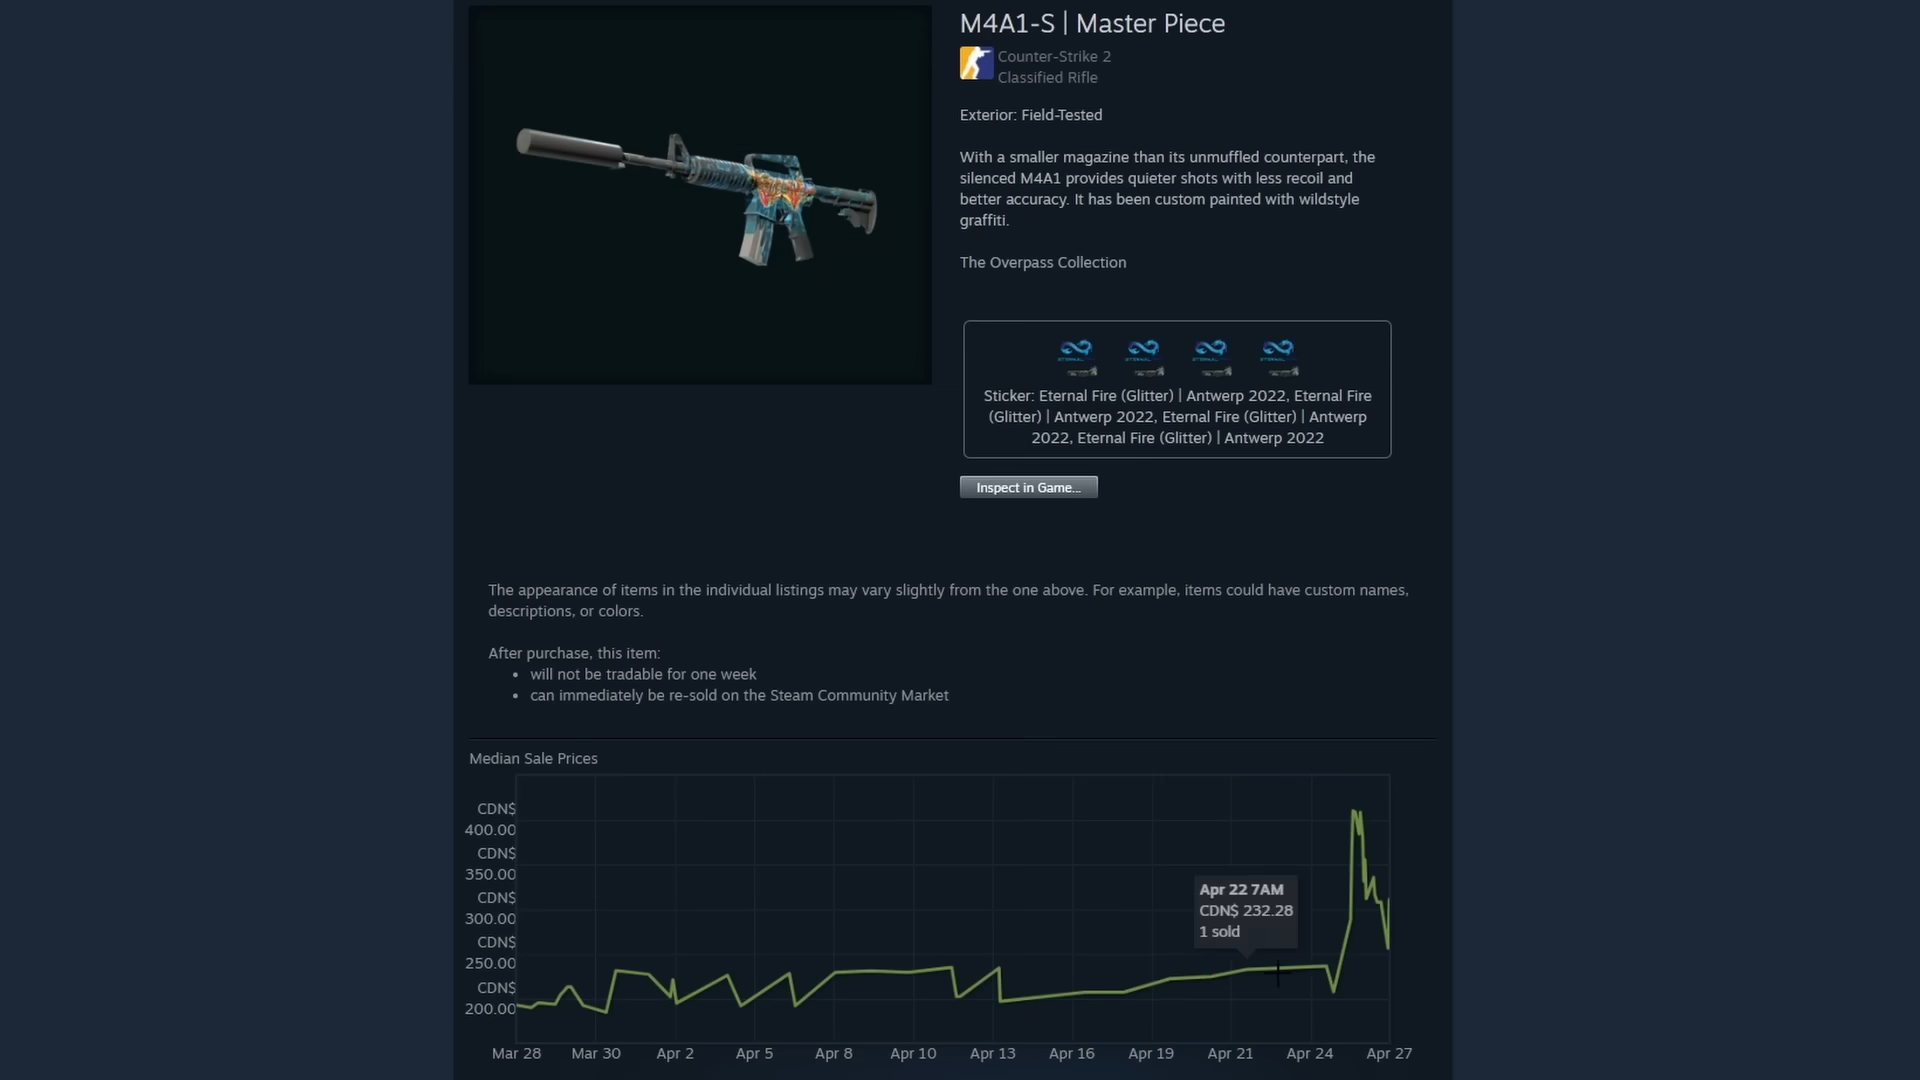 M4A1-S | Master Piece
Counter-Strike 2
Classified Rifle
Exterior: Field-Tested
With a smaller magazine than its unmuffled counterpart, the
silenced M4A1 provides quieter shots with less recoil and
better accuracy. It has been custom painted with wildstyle
graffiti.
The Overpass Collection
Sticker: Eternal Fire (Glitter) | Antwerp 2022, Eternal Fire
(Glitter) | Antwerp 2022, Eternal Fire (Glitter) | Antwerp
2022, Eternal Fire (Glitter) | Antwerp 2022
Inspect in Game...
The appearance of items in the individual listings may vary slightly from the one above. For example, items could have custom names,
descriptions, or colors.
After purchase, this item:
• will not be tradable for one week
• can immediately be re-sold on the Steam Community Market
Median Sale Prices
CDN$
400.00
CDN$
350.00
CDN$
300.00
CDN$
250.00
CDN$
200.00
Apr 22 7AM
CDN$ 232.28
1 sold
Mar 28 Mar 30 Apr 2 Apr 5 Apr 8 Apr 10 Apr 13 Apr 16 Apr 19 Apr 21 Apr 24 Apr 27